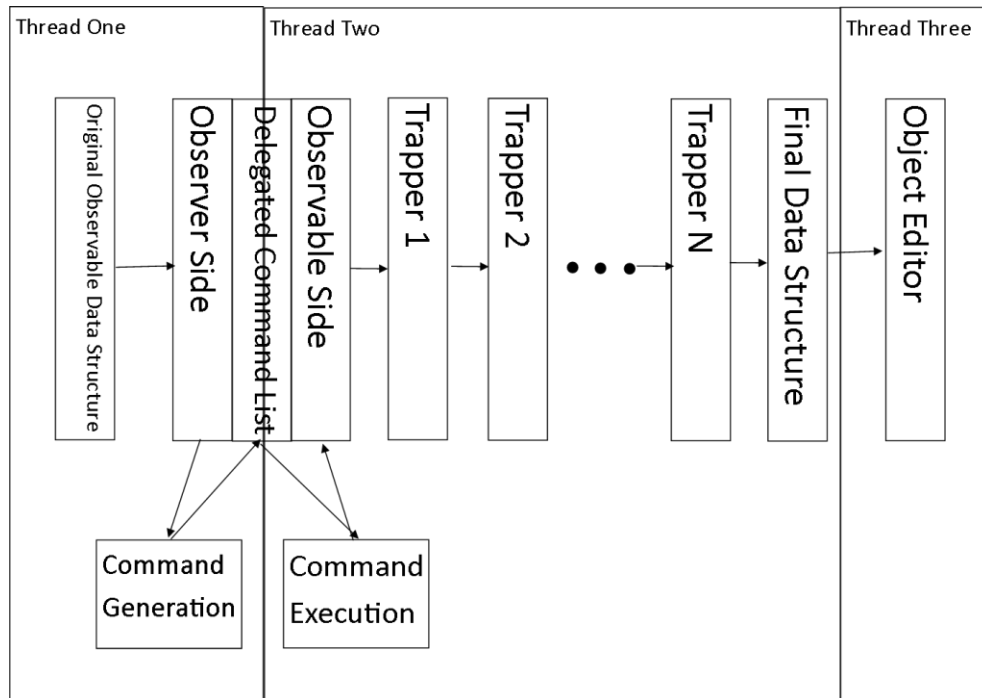 Thread One
Thread Two
Thread Three
Original Observable Data Structure
Observer Side
Delegated Command List
Observable Side
Trapper 1
Trapper 2
Trapper N
Final Data Structure
Object Editor
Command
Generation
Command
Execution